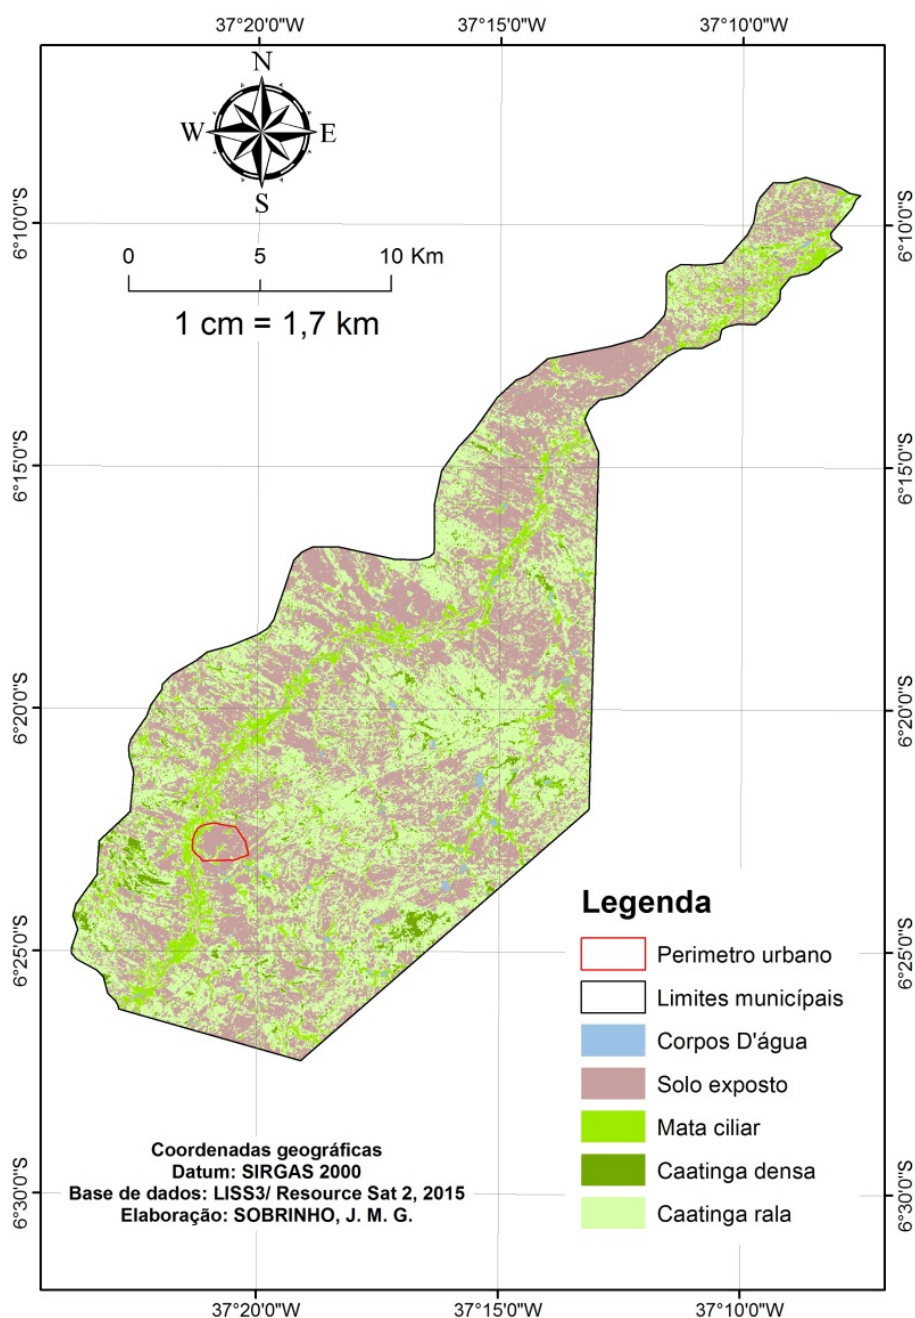 37°20'0"W 37°15'0"W 37°10'0"W
N
W E
S
6°10'0"S 6°10'0"S
0 5 10 Km
1 cm = 1,7 km
6°15'0"S 6°15'0"S
6°20'0"S 6°20'0"S
Legenda
6°25'0"S 6°25'0"S
Perimetro urbano
Limites municípais
Corpos D'água
Solo exposto
Mata ciliar
Caatinga densa
Caatinga rala
Coordenadas geográficas
Datum: SIRGAS 2000
Base de dados: LISS3/ Resource Sat 2, 2015
Elaboração: SOBRINHO, J. M. G.
6°30'0"S 6°30'0"S
37°20'0"W 37°15'0"W 37°10'0"W